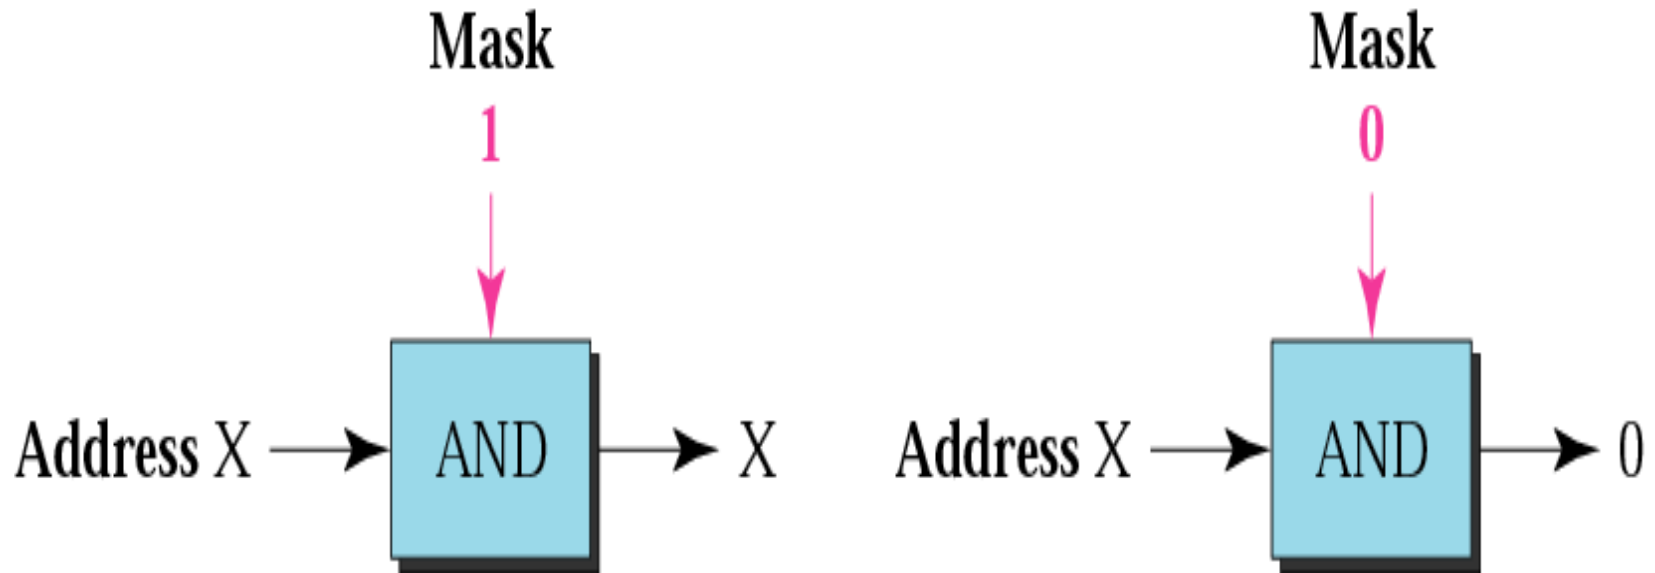 Mask Mask
1 0
Address X AND X Address X AND 0